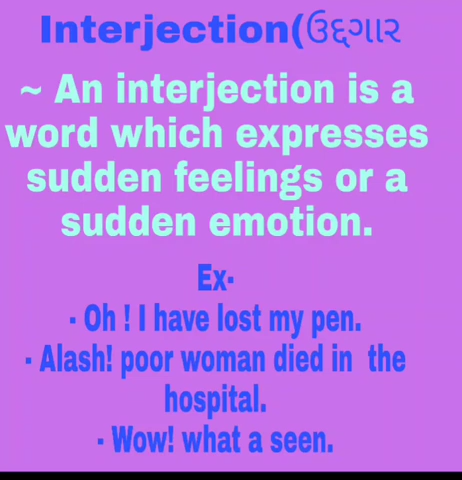 Interjection(ઉદ્દગાર
~ An interjection is a
word which expresses
sudden feelings or a
sudden emotion.
Ex-
- Oh ! I have lost my pen.
- Alash! poor woman died in the
hospital.
- Wow! what a seen.